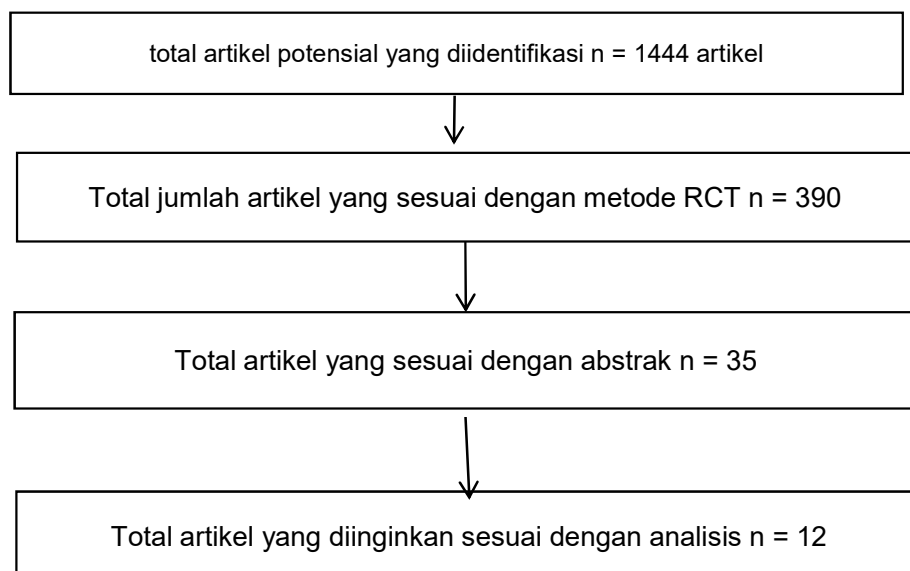 total artikel potensial yang diidentifikasi n = 1444 artikel
Total jumlah artikel yang sesuai dengan metode RCT n = 390
Total artikel yang sesuai dengan abstrak n = 35
Total artikel yang diinginkan sesuai dengan analisis n = 12